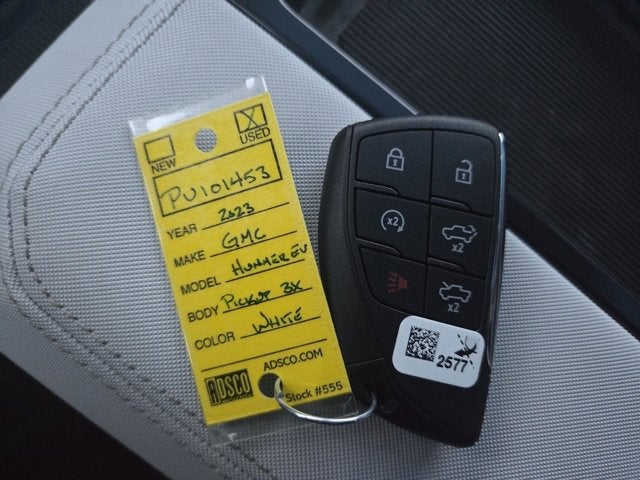 NEW
USED
PU101453
YEAR 2023
MAKE GMC
MODEL HUMMER EV
BODY PICKUP 3X
COLOR WHITE
ADSCO.COM
ADSCO
Stock #555
x2
x2
x2
2577